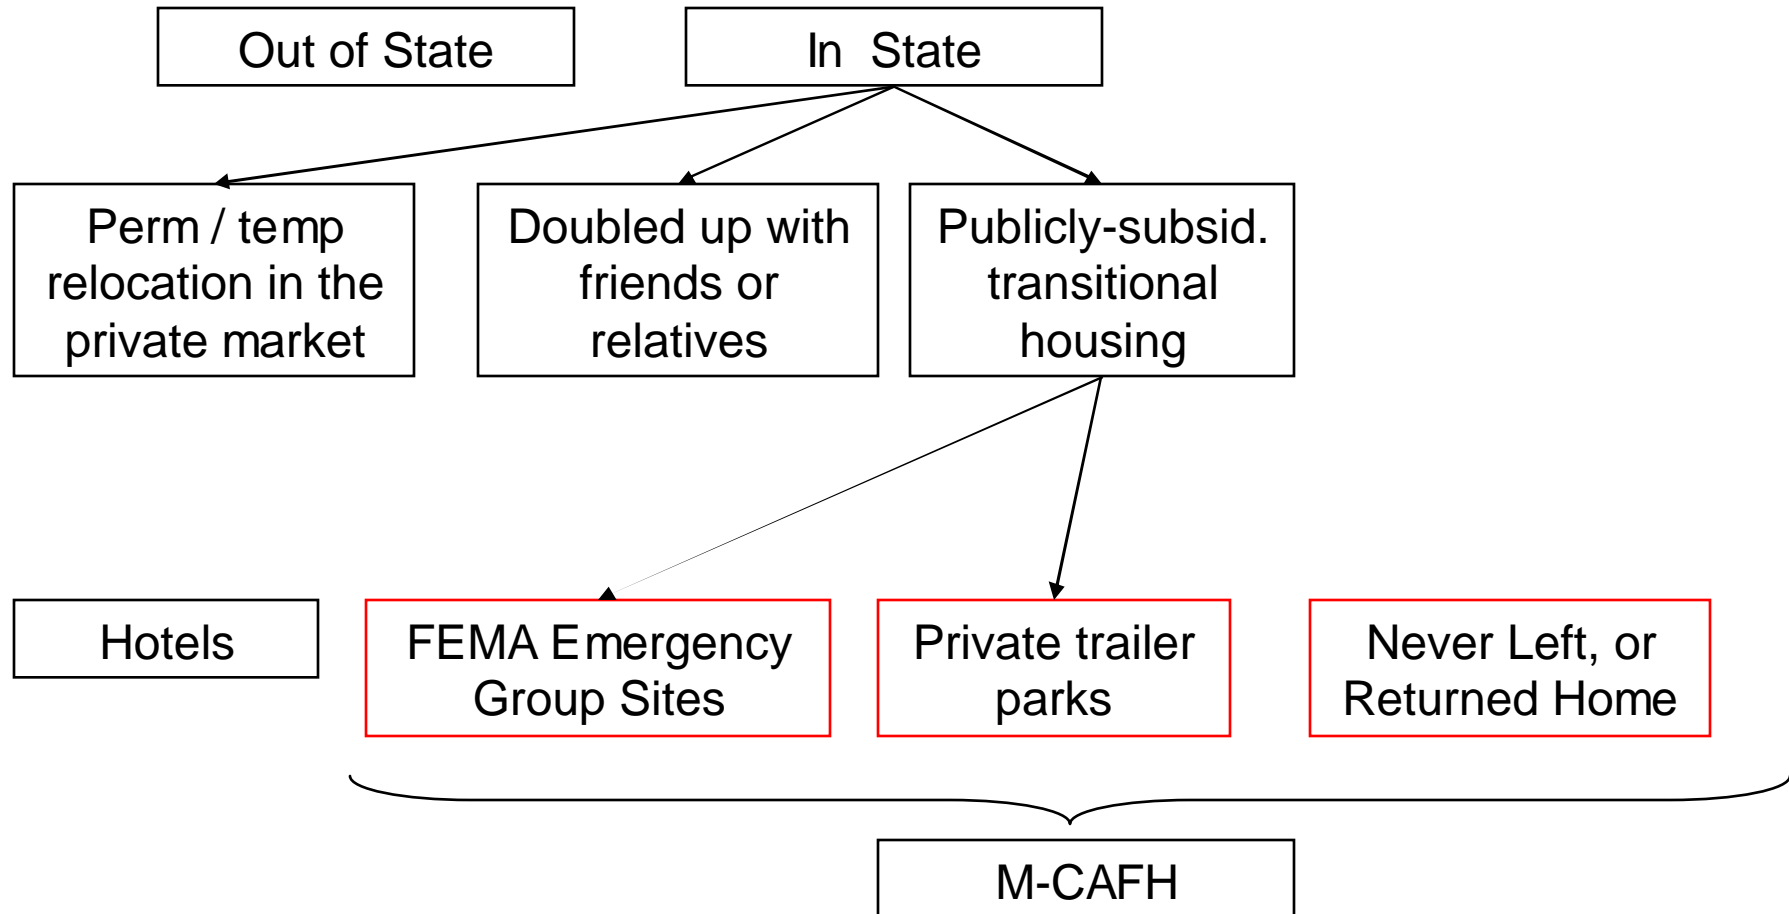 Out of State
In State
Perm / temp
relocation in the
private market
Doubled up with
friends or
relatives
Publicly-subsid.
transitional
housing
Hotels
FEMA Emergency
Group Sites
Private trailer
parks
Never Left, or
Returned Home
M-CAFH